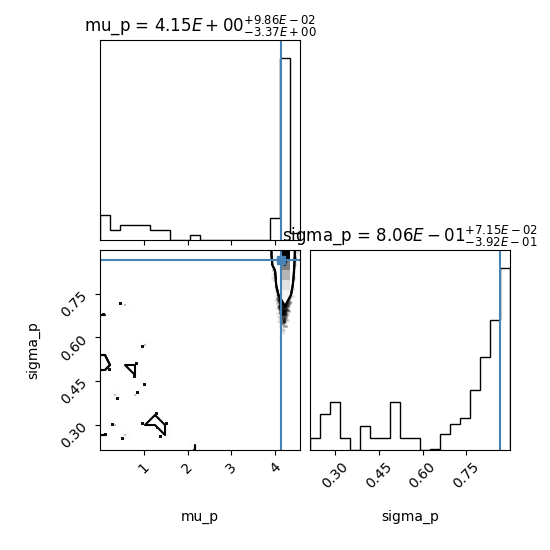 mu_p = 4.15E+00+9.86E−02
−3.37E+00
sigma_p = 8.06E−01+7.15E−02
−3.92E−01
0.75
0.60
0.45
0.30
sigma_p
1
2
3
4
mu_p
0.30
0.45
0.60
0.75
sigma_p